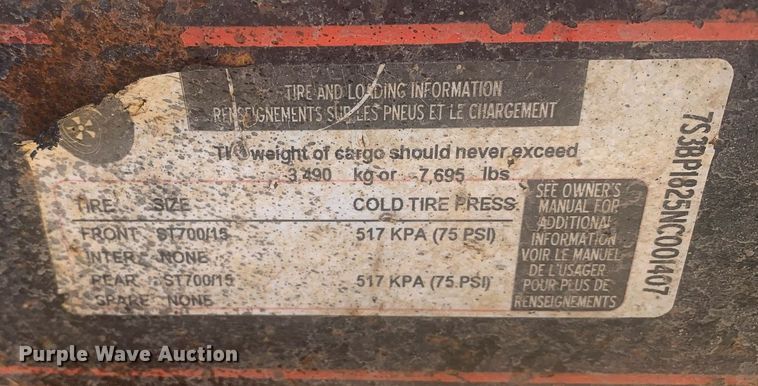 TIRE AND LOADING INFORMATION
RENSEIGNEMENTS SUR LES PNEUS ET LE CHARGEMENT
The weight of cargo should never exceed
3 490 kg or 7,695 lbs
TIRE SIZE COLD TIRE PRESS
FRONT ST700/15 517 KPA (75 PSI)
INTER NONE
REAR ST700/15 517 KPA (75 PSI)
SPARE NONE
SEE OWNER'S
MANUAL FOR
ADDITIONAL
INFORMATION
VOIR LE MANUEL
DE L'USAGER
POUR PLUS DE
RENSEIGNEMENTS
7S3BP1825NC001407
Purple Wave Auction